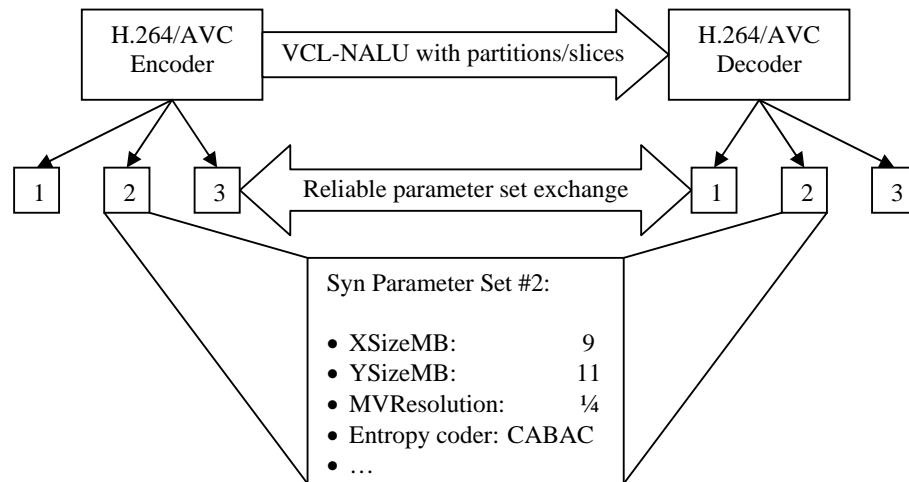 H.264/AVC
Encoder
VCL-NALU with partitions/slices
H.264/AVC
Decoder
1
2
3
Reliable parameter set exchange
1
2
3
Syn Parameter Set #2:
• XSizeMB: 9
• YSizeMB: 11
• MVResolution: ¼
• Entropy coder: CABAC
• …